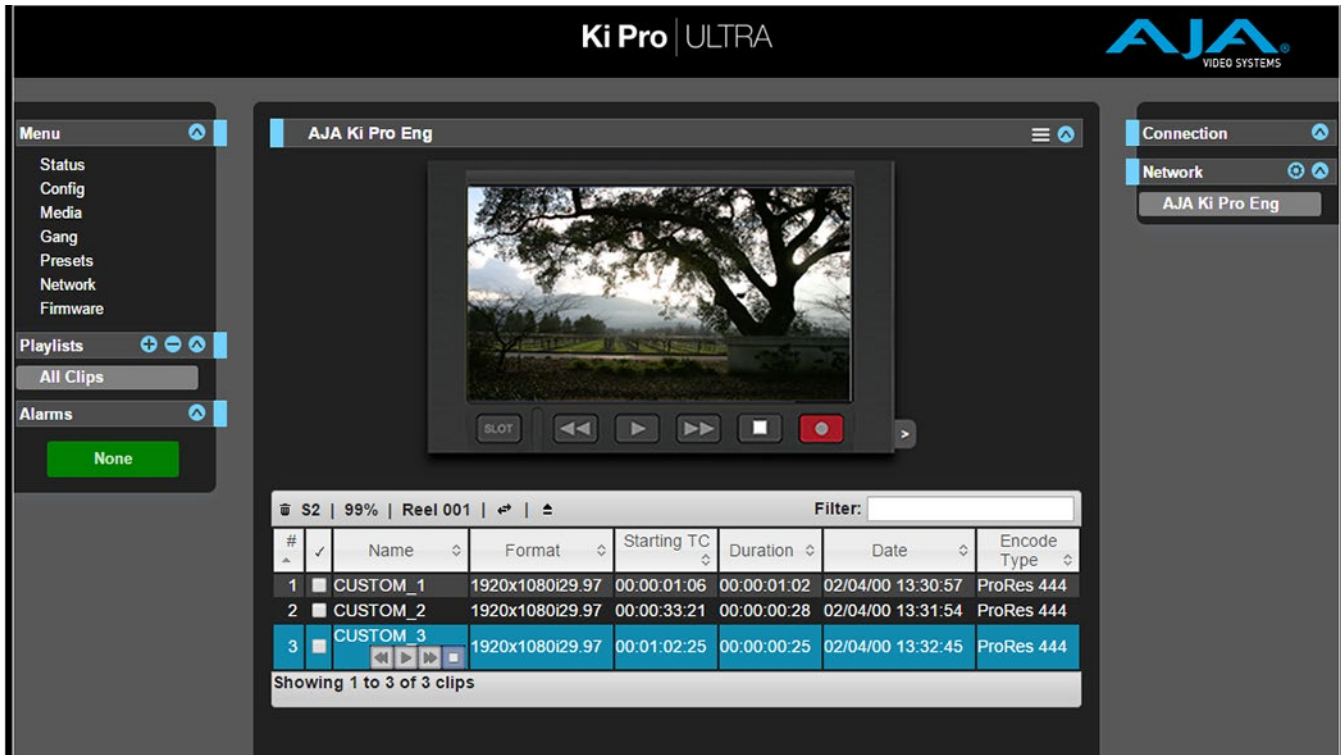 Ki Pro | ULTRA
AJA®
VIDEO SYSTEMS
Menu
Status
Config
Media
Gang
Presets
Network
Firmware
Playlists
All Clips
Alarms
None
AJA Ki Pro Eng
SLOT
>
S2 | 99% | Reel 001 | |
Filter:
# ✓ Name Format Starting TC Duration Date Encode Type
1 CUSTOM_1 1920x1080i29.97 00:00:01:06 00:00:01:02 02/04/00 13:30:57 ProRes 444
2 CUSTOM_2 1920x1080i29.97 00:00:33:21 00:00:00:28 02/04/00 13:31:54 ProRes 444
3 CUSTOM_3 1920x1080i29.97 00:01:02:25 00:00:00:25 02/04/00 13:32:45 ProRes 444
Showing 1 to 3 of 3 clips
Connection
Network
AJA Ki Pro Eng